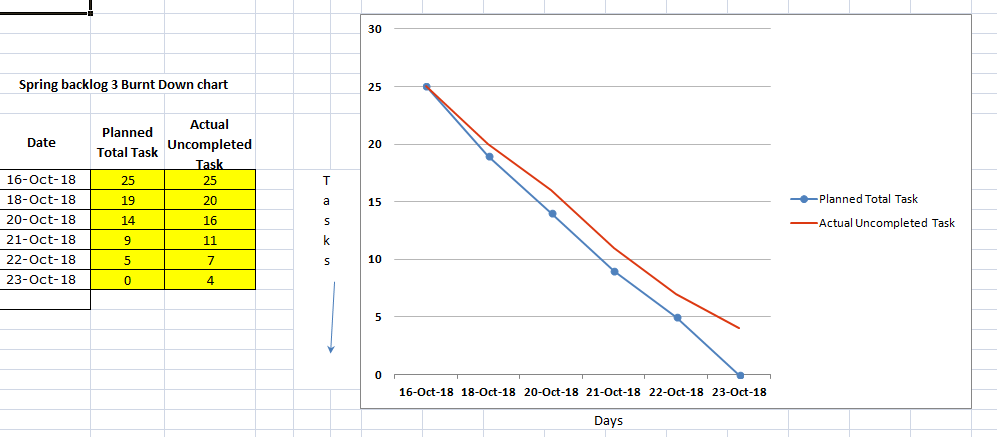 Spring backlog 3 Burnt Down chart
Date Planned Total Task Actual Uncompleted Task
16-Oct-18 25 25
18-Oct-18 19 20
20-Oct-18 14 16
21-Oct-18 9 11
22-Oct-18 5 7
23-Oct-18 0 4
Tasks
30
25
20
15
10
5
0
16-Oct-18 18-Oct-18 20-Oct-18 21-Oct-18 22-Oct-18 23-Oct-18
Days
Planned Total Task
Actual Uncompleted Task